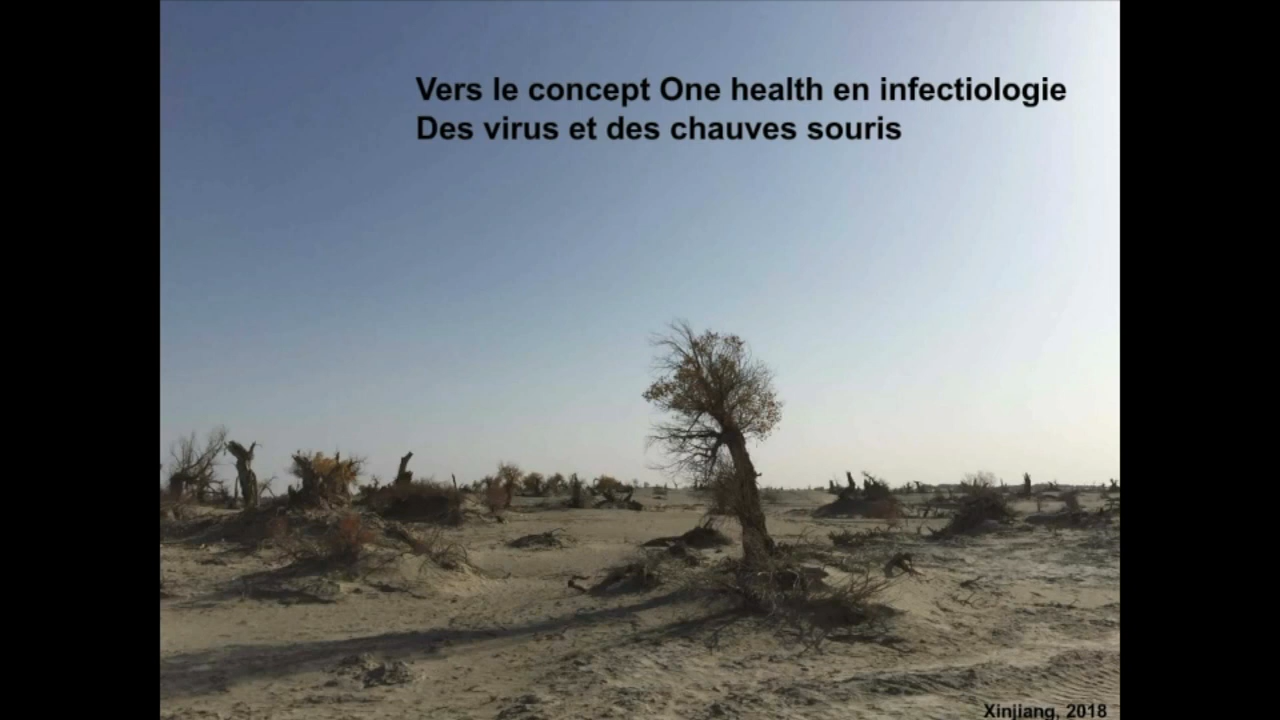 Vers le concept One health en infectiologie
Des virus et des chauves souris
Xinjiang, 2018